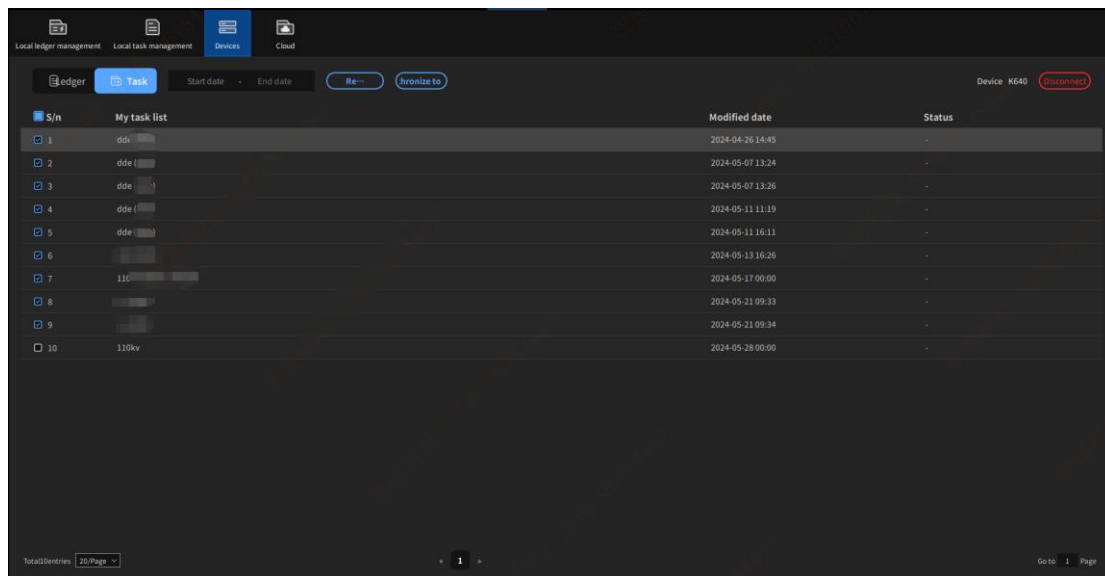 Local ledger management Local task management Devices Cloud
Ledger Task Start date - End date Re··· :hronize to Device K640 Disconnect
S/n My task list Modified date Status
1 2024-04-26 14:45 -
2 dde ( 2024-05-07 13:24 -
3 dde 2024-05-07 13:26 -
4 dde ( 2024-05-11 11:19 -
5 dde 2024-05-11 16:11 -
6 2024-05-13 16:26 -
7 2024-05-17 00:00 -
8 2024-05-21 09:33 -
9 2024-05-21 09:34 -
10 110kv 2024-05-28 00:00 -
Total10entries 20/Page « 1 » Go to 1 Page